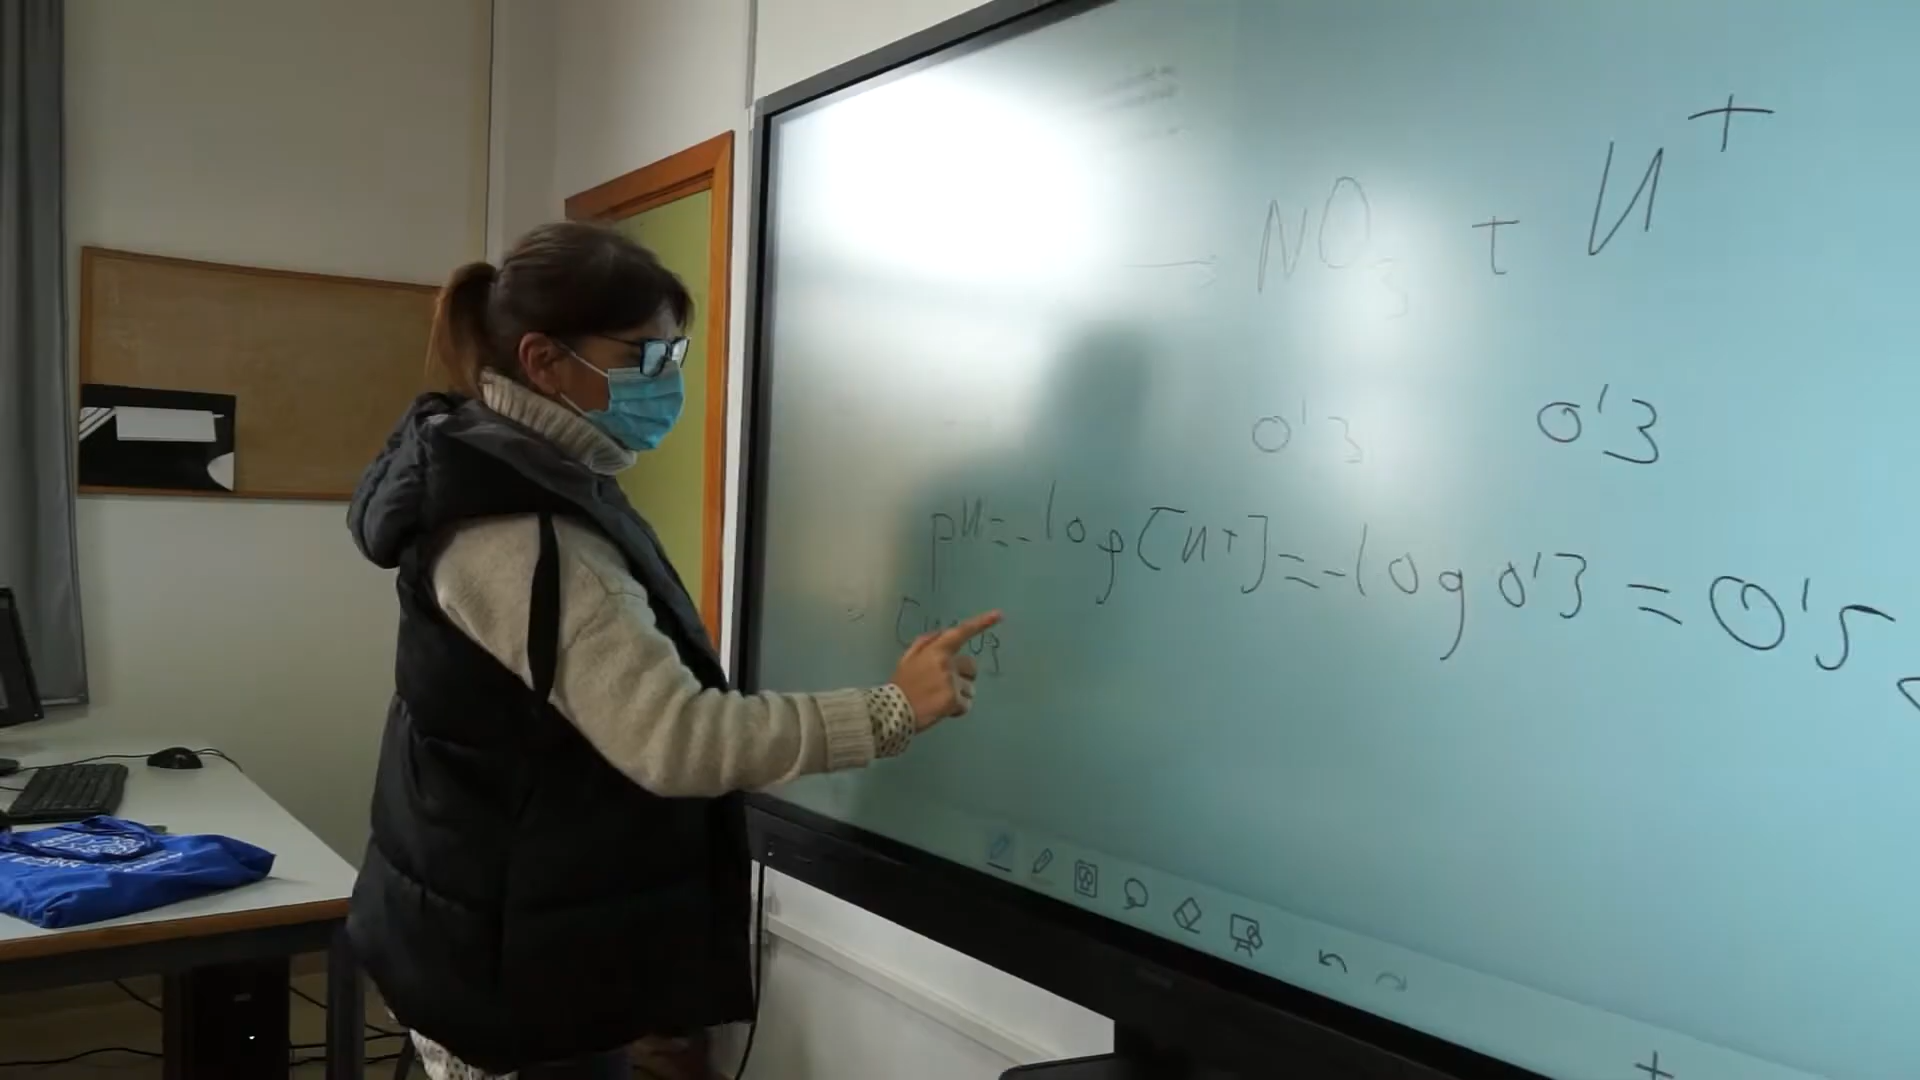 → NO3 + H+
0'3 0'3
pH = -log[H+] = -log 0'3 = 0'5
+